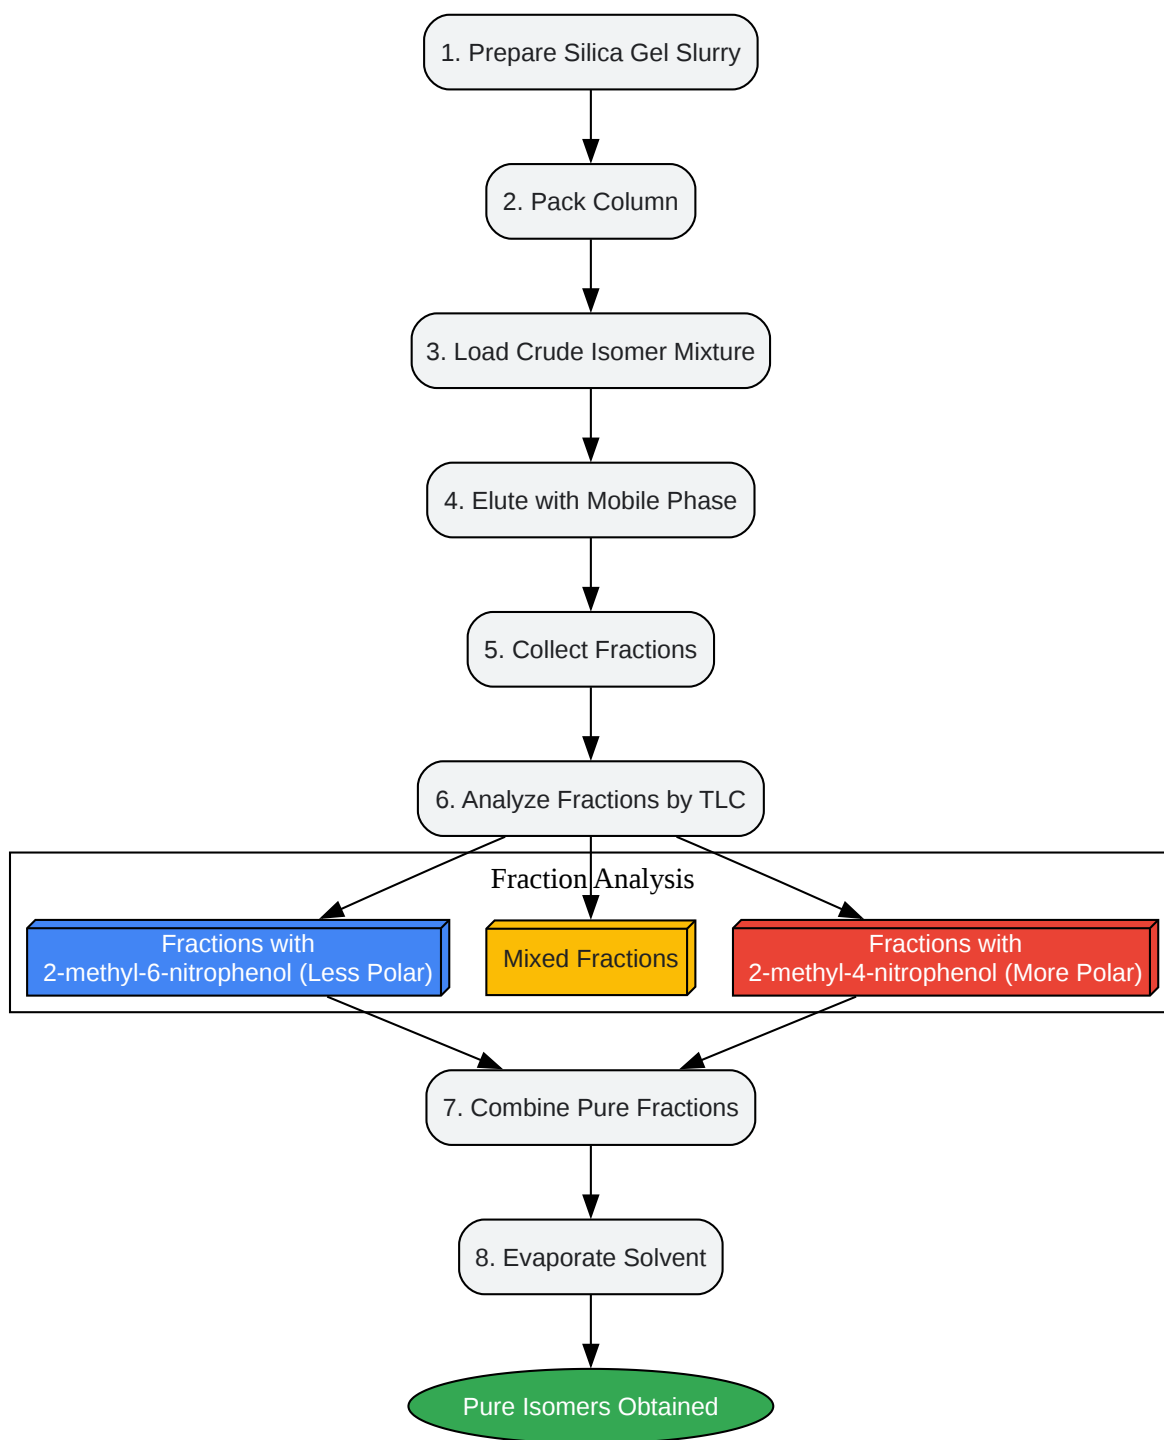 1. Prepare Silica Gel Slurry
2. Pack Column
3. Load Crude Isomer Mixture
4. Elute with Mobile Phase
5. Collect Fractions
6. Analyze Fractions by TLC
Fraction Analysis
Fractions with
2-methyl-6-nitrophenol (Less Polar)
Mixed Fractions
Fractions with
2-methyl-4-nitrophenol (More Polar)
7. Combine Pure Fractions
8. Evaporate Solvent
Pure Isomers Obtained